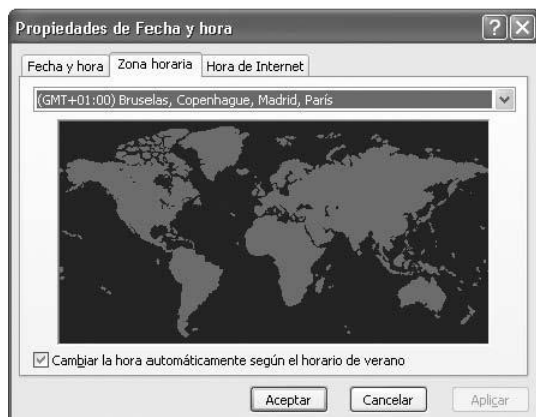 Propiedades de Fecha y hora
Fecha y hora Zona horaria Hora de Internet
(GMT+01:00) Bruselas, Copenhague, Madrid, París
Cambiar la hora automáticamente según el horario de verano
Aceptar Cancelar Aplicar